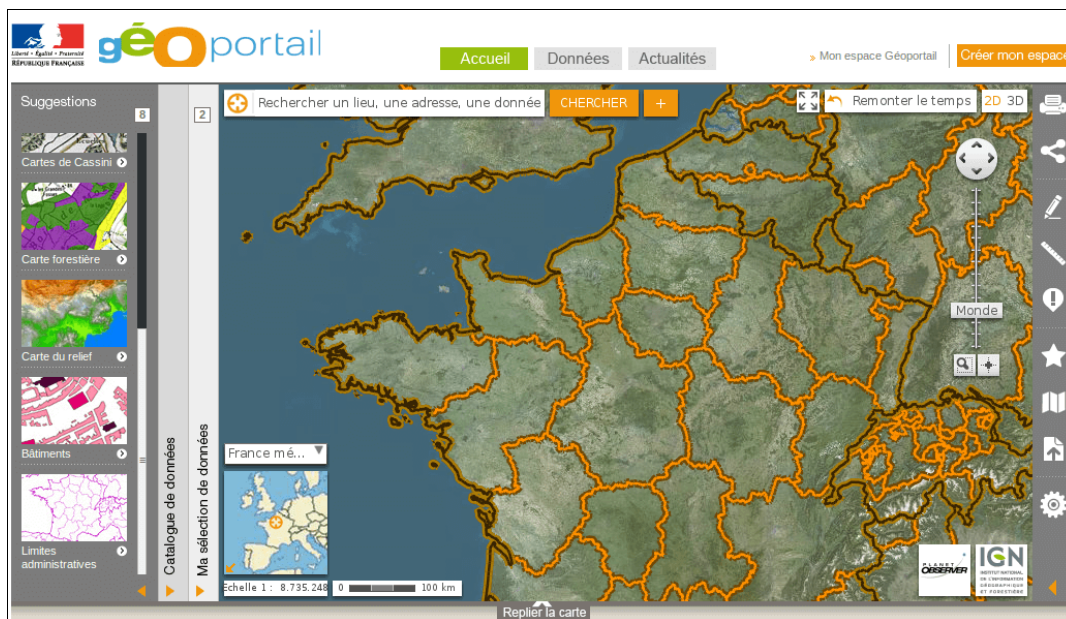 Liberté • Égalité • Fraternité
RÉPUBLIQUE FRANÇAISE
géoportail
Accueil
Données
Actualités
» Mon espace Géoportail
Créer mon espace
Suggestions
8
2
Cartes de Cassini
Carte forestière
Carte du relief
Bâtiments
Limites
administratives
Catalogue de données
Ma sélection de données
Rechercher un lieu, une adresse, une donnée
CHERCHER
+
Remonter le temps
2D 3D
Monde
France mé...
Echelle 1 : 8.735.248
0 100 km
PLANET
OBSERVER
IGN
INSTITUT NATIONAL
DE L'INFORMATION
GÉOGRAPHIQUE
ET FORESTIÈRE
Replier la carte